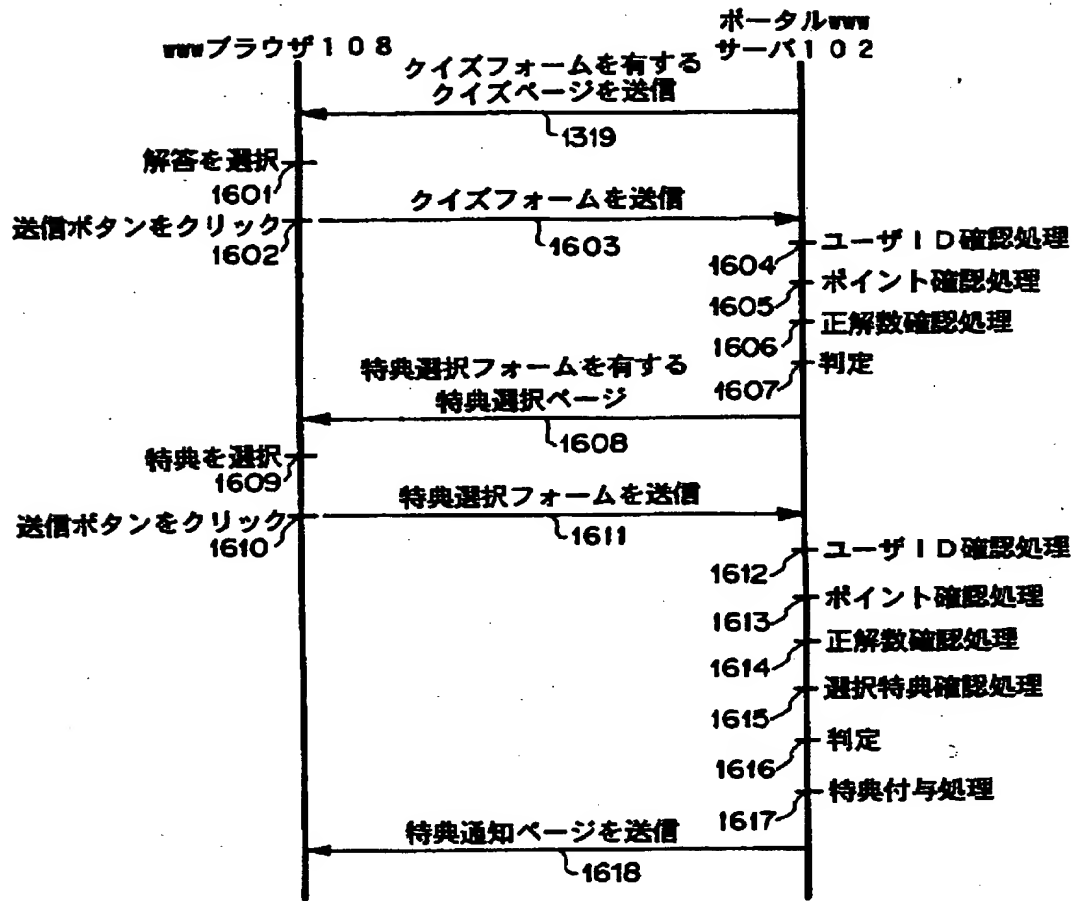 wwwブラウザ108
ポータルwww
サーバ102
クイズフォームを有する
クイズページを送信
1319
解答を選択
1601
クイズフォームを送信
送信ボタンをクリック
1602
1603
ユーザID確認処理
1604
ポイント確認処理
1605
正解数確認処理
1606
判定
1607
特典選択フォームを有する
特典選択ページ
1608
特典を選択
1609
特典選択フォームを送信
送信ボタンをクリック
1610
1611
ユーザID確認処理
1612
ポイント確認処理
1613
正解数確認処理
1614
選択特典確認処理
1615
判定
1616
特典付与処理
1617
特典通知ページを送信
1618